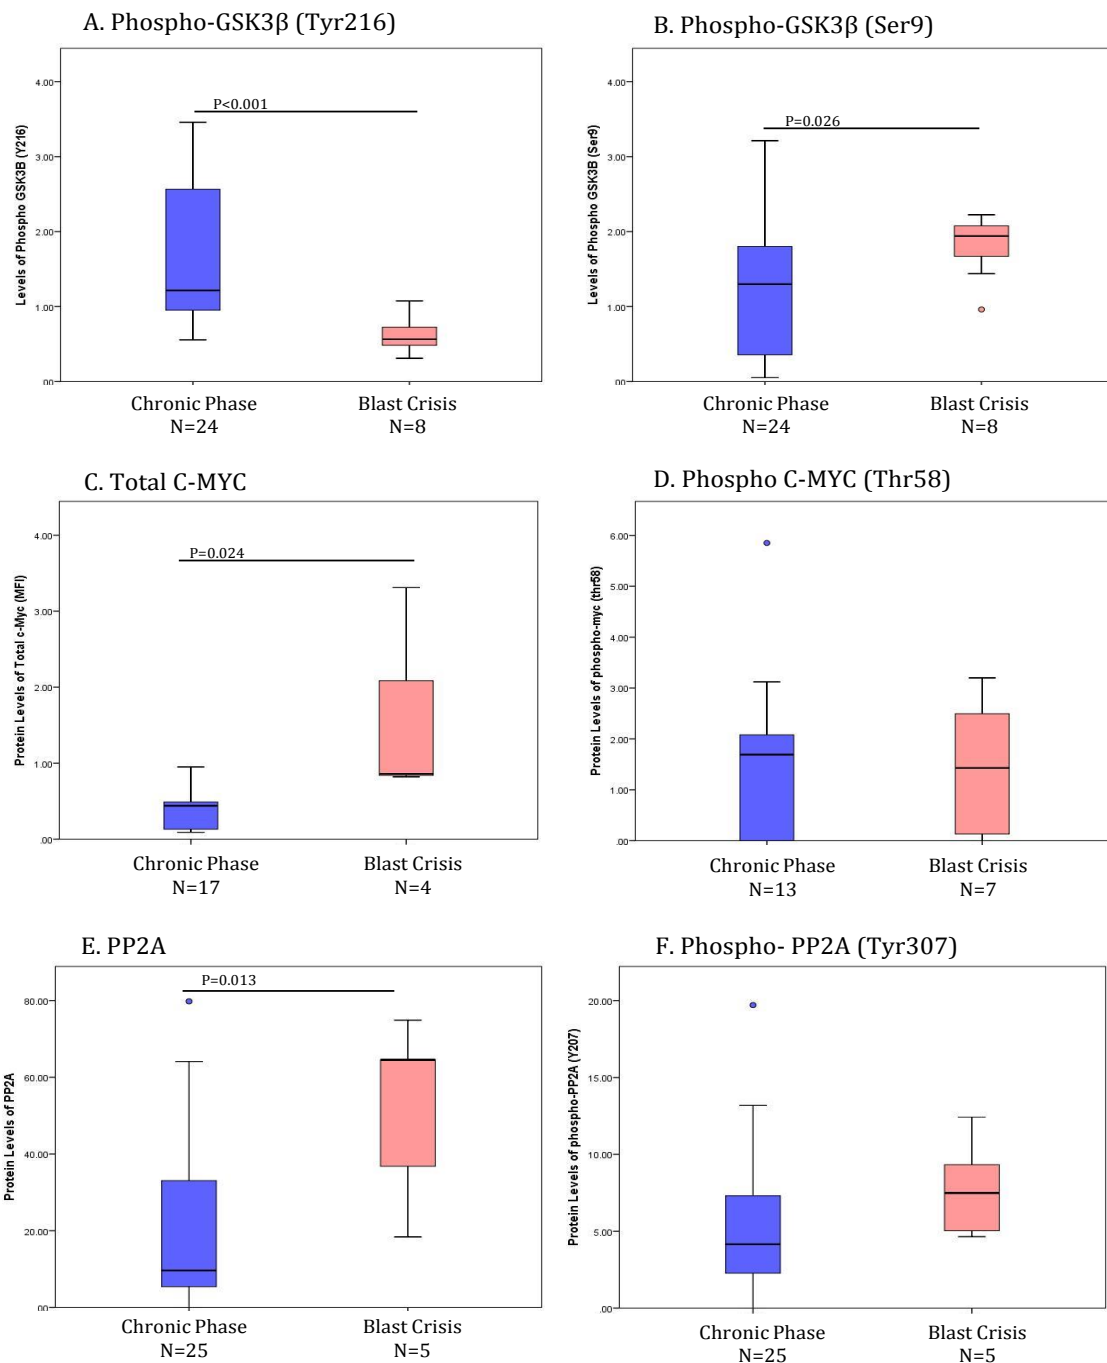 A. Phospho-GSK3β (Tyr216)
B. Phospho-GSK3β (Ser9)
P<0.001
P=0.026
Levels of Phospho GSK3B (Y216)
4.00
3.00
2.00
1.00
.00
Levels of Phospho GSK3B (Ser9)
4.00
3.00
2.00
1.00
.00
Chronic Phase
N=24
Blast Crisis
N=8
Chronic Phase
N=24
Blast Crisis
N=8
C. Total C-MYC
D. Phospho C-MYC (Thr58)
P=0.024
Protein Levels of Total c-Myc (MFI)
4.00
3.00
2.00
1.00
.00
Protein Levels of phospho-myc (thr58)
6.00
5.00
4.00
3.00
2.00
1.00
.00
Chronic Phase
N=17
Blast Crisis
N=4
Chronic Phase
N=13
Blast Crisis
N=7
E. PP2A
F. Phospho- PP2A (Tyr307)
P=0.013
Protein Levels of PP2A
80.00
60.00
40.00
20.00
.00
Protein Levels of phospho-PP2A (Y207)
20.00
15.00
10.00
5.00
.00
Chronic Phase
N=25
Blast Crisis
N=5
Chronic Phase
N=25
Blast Crisis
N=5